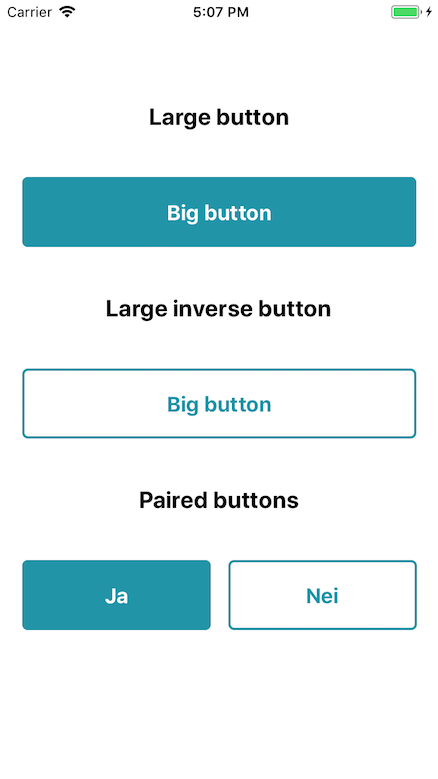 Carrier 5:07 PM
Large button
Big button
Large inverse button
Big button
Paired buttons
Ja Nei